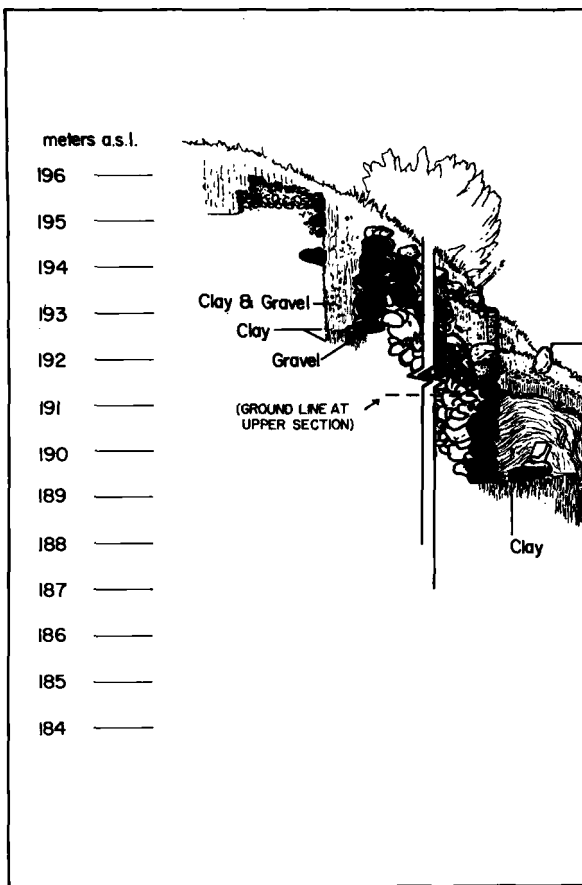 meters a.s.l.
196
195
194
193
192
191
190
189
188
187
186
185
184
Clay & Gravel
Clay
Gravel
(GROUND LINE AT
UPPER SECTION)
Clay